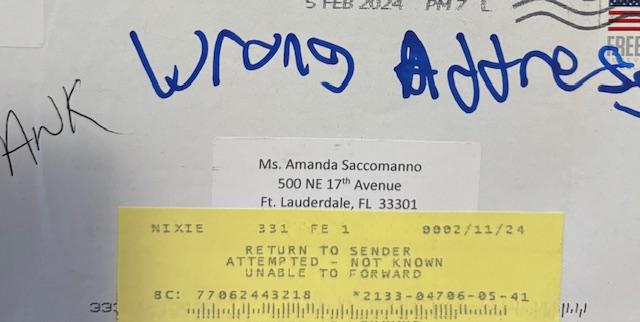 5 FEB 2024 PM 7 L
FREE
Wrong Address
ANK
Ms. Amanda Saccomanno
500 NE 17th Avenue
Ft. Lauderdale, FL 33301
NIXIE 331 FE 1 0002/11/24
RETURN TO SENDER
ATTEMPTED - NOT KNOWN
UNABLE TO FORWARD
BC: 77062443218 *2133-04706-05-41
333